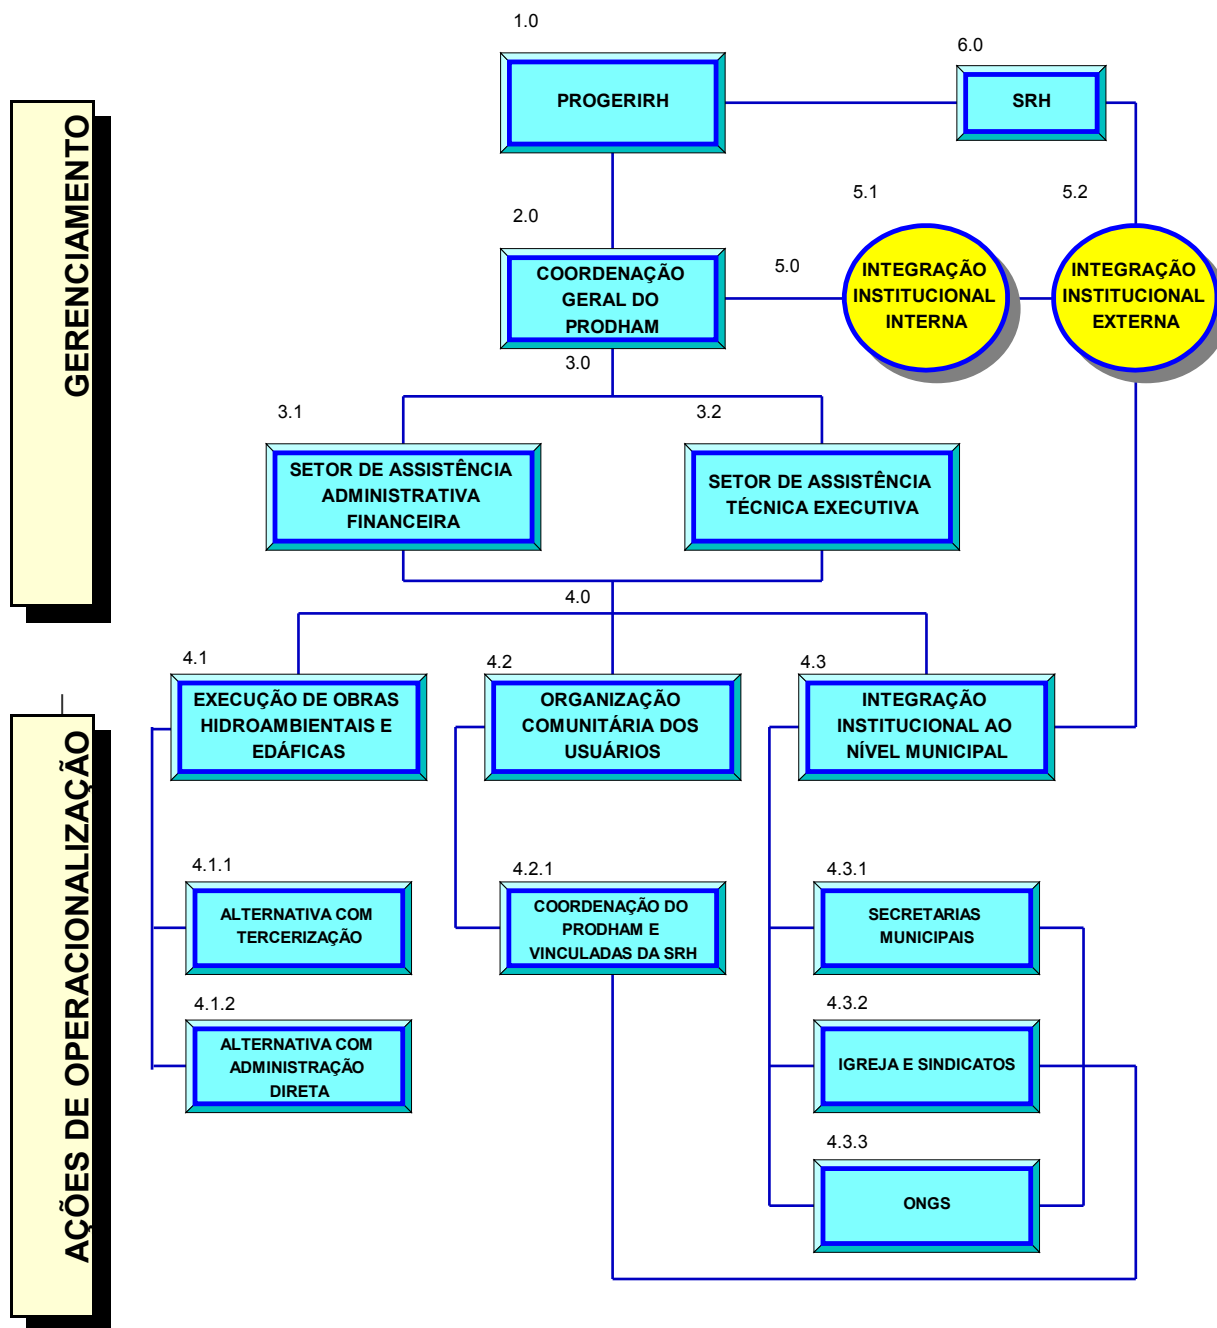 1.0
6.0
PROGERIRH
SRH
GERENCIAMENTO
5.1
5.2
2.0
COORDENAÇÃO
GERAL DO
PRODHAM
5.0
INTEGRAÇÃO
INSTITUCIONAL
INTERNA
INTEGRAÇÃO
INSTITUCIONAL
EXTERNA
3.0
3.1
3.2
SETOR DE ASSISTÊNCIA
ADMINISTRATIVA
FINANCEIRA
SETOR DE ASSISTÊNCIA
TÉCNICA EXECUTIVA
4.0
4.1
4.2
4.3
EXECUÇÃO DE OBRAS
HIDROAMBIENTAIS E
EDÁFICAS
ORGANIZAÇÃO
COMUNITÁRIA DOS
USUÁRIOS
INTEGRAÇÃO
INSTITUCIONAL AO
NÍVEL MUNICIPAL
AÇÕES DE OPERACIONALIZAÇÃO
4.1.1
4.2.1
4.3.1
ALTERNATIVA COM
TERCERIZAÇÃO
COORDENAÇÃO DO
PRODHAM E
VINCULADAS DA SRH
SECRETARIAS
MUNICIPAIS
4.1.2
4.3.2
ALTERNATIVA COM
ADMINISTRAÇÃO
DIRETA
IGREJA E SINDICATOS
4.3.3
ONGS